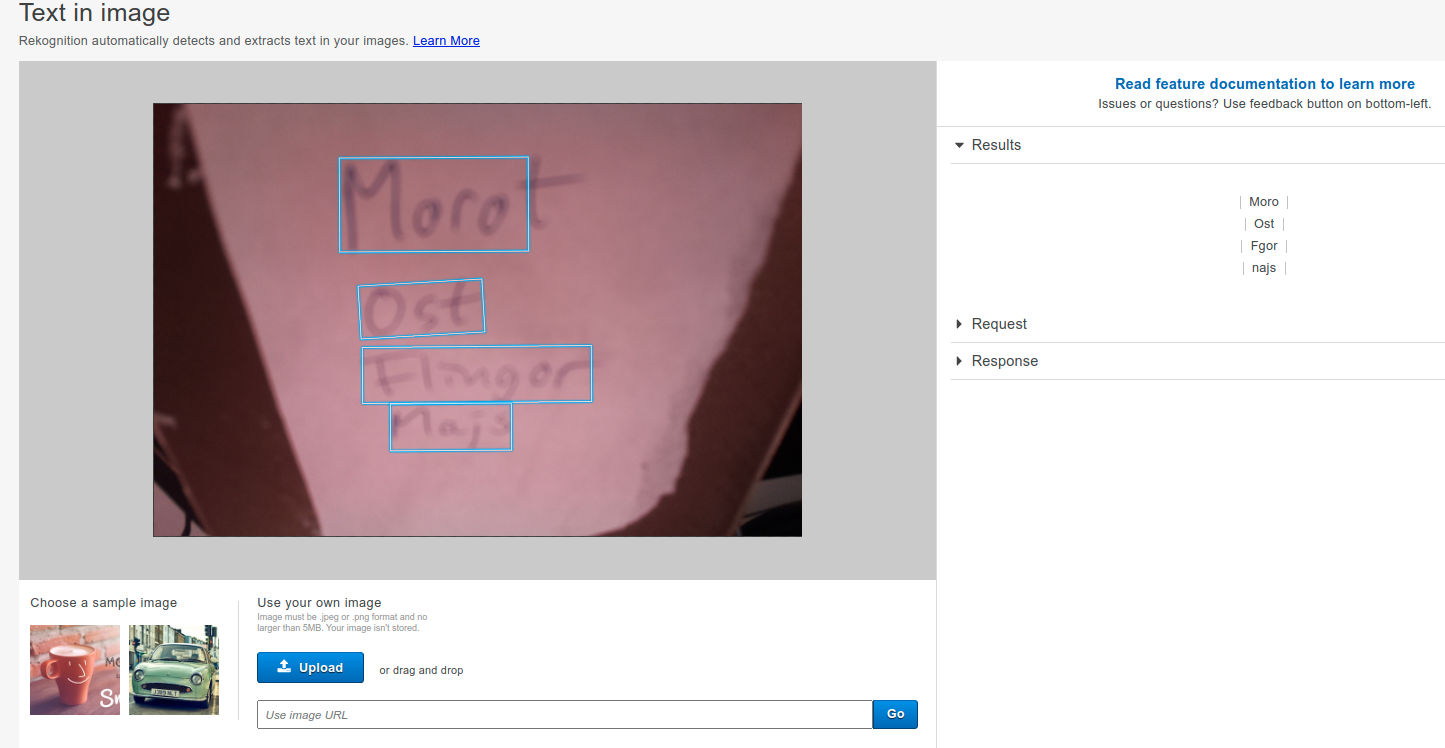 Text in image
Rekognition automatically detects and extracts text in your images. Learn More
Morot
Ost
Flingor
Majs
Read feature documentation to learn more
Issues or questions? Use feedback button on bottom-left.
Results
| Moro |
| Ost |
| Fgor |
| najs |
Request
Response
Choose a sample image
Use your own image
Image must be .jpeg or .png format and no
larger than 5MB. Your image isn't stored.
Upload or drag and drop
Use image URL
Go